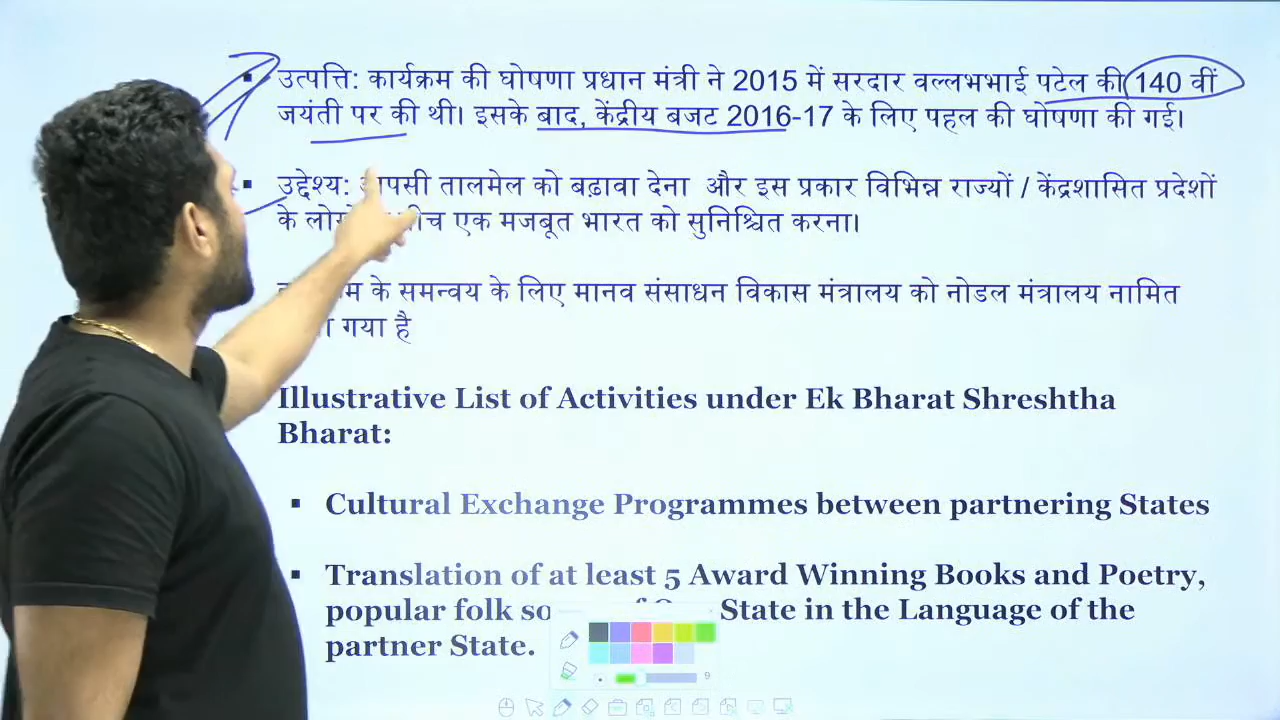 ▪ उत्पत्ति: कार्यक्रम की घोषणा प्रधान मंत्री ने 2015 में सरदार वल्लभभाई पटेल की 140 वीं
जयंती पर की थी। इसके बाद, केंद्रीय बजट 2016-17 के लिए पहल की घोषणा की गई।
▪ उद्देश्य: आपसी तालमेल को बढ़ावा देना और इस प्रकार विभिन्न राज्यों / केंद्रशासित प्रदेशों
के एक मजबूत भारत को सुनिश्चित करना।
के समन्वय के लिए मानव संसाधन विकास मंत्रालय को नोडल मंत्रालय नामित
गया है
Illustrative List of Activities under Ek Bharat Shreshtha
Bharat:
▪ Cultural Exchange Programmes between partnering States
▪ Translation of at least 5 Award Winning Books and Poetry,
popular folk State in the Language of the
partner State.
9